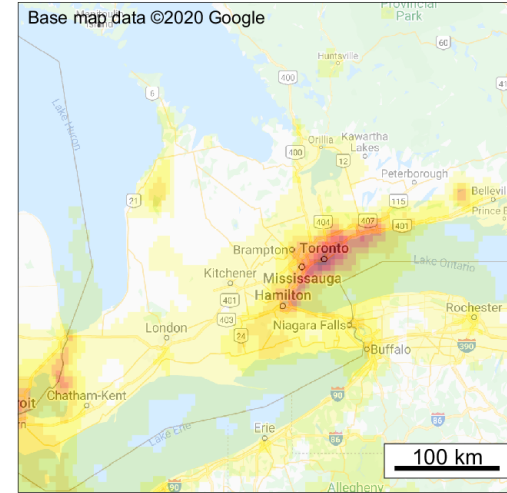 Base map data ©2020 Google
Island
Provincial
Park
Huntsville
60
400
6
Lake Huron
Orillia
Kawartha
Lakes
400
12
Peterborough
21
115
Bellevil
404
407
401
Prince E
Brampton
Toronto
Lake Ontario
Mississauga
Kitchener
Hamilton
401
403
Rochester
London
24
Niagara Falls
Buffalo
390
Chatham-Kent
90
Lake Erie
Erie
86
86
90
100 km
Allegheny